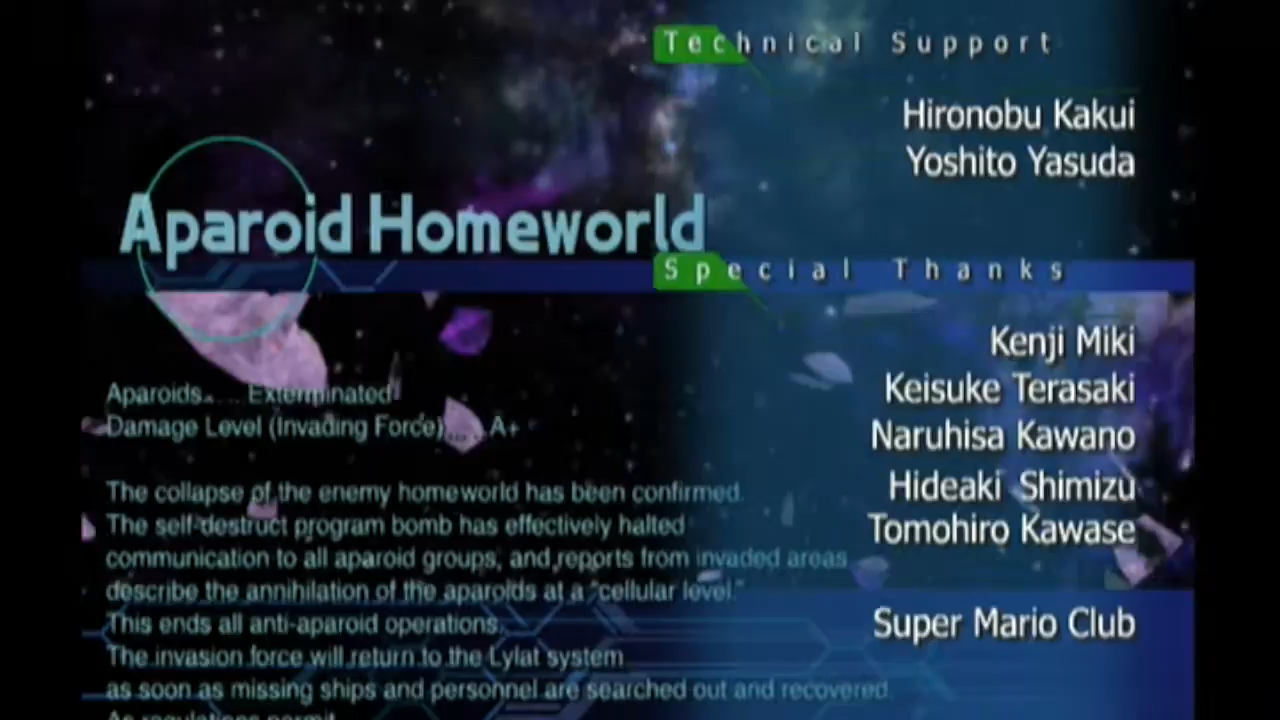 Technical Support
Hironobu Kakui
Yoshito Yasuda
Aparoid Homeworld
Special Thanks
Kenji Miki
Keisuke Terasaki
Naruhisa Kawano
Hideaki Shimizu
Tomohiro Kawase
Super Mario Club
Aparoids.... Exterminated
Damage Level (Invading Force).... A+
The collapse of the enemy homeworld has been confirmed.
The self-destruct program bomb has effectively halted
communication to all aparoid groups, and reports from invaded areas
describe the annihilation of the aparoids at a "cellular level."
This ends all anti-aparoid operations.
The invasion force will return to the Lylat system
as soon as missing ships and personnel are searched out and recovered.
As regulations permit